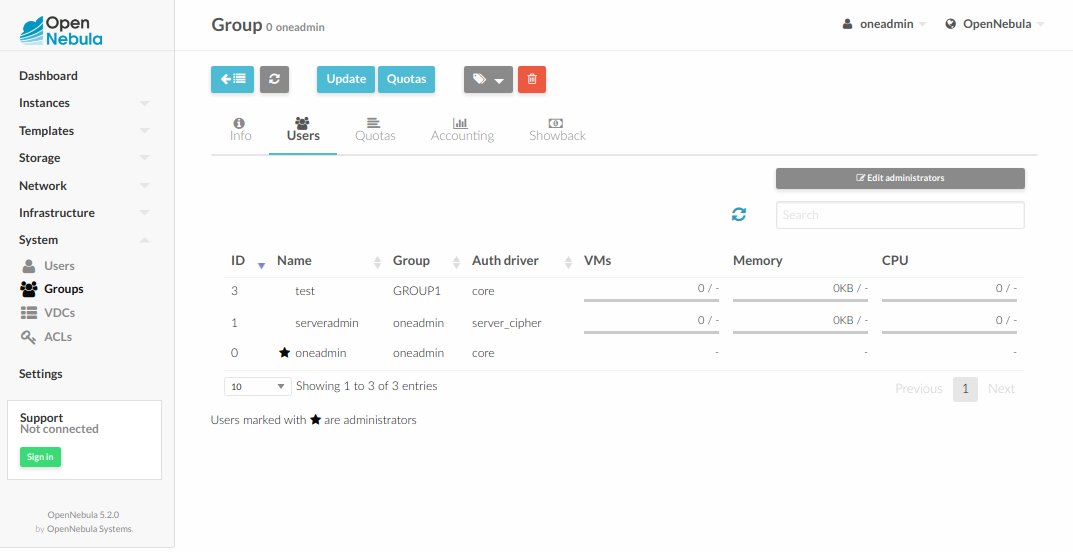 Open
Nebula
Group 0 oneadmin
oneadmin
OpenNebula
Dashboard
Instances
Templates
Storage
Network
Infrastructure
System
Users
Groups
VDCs
ACLs
Settings
Support
Not connected
Sign in
OpenNebula 5.2.0
by OpenNebula Systems.
Update
Quotas
Info
Users
Quotas
Accounting
Showback
Edit administrators
Search
ID Name Group Auth driver VMs Memory CPU
3 test GROUP1 core 0 / - 0KB / - 0 / -
1 serveradmin oneadmin server_cipher 0 / - 0KB / - 0 / -
0 oneadmin oneadmin core - - -
10 Showing 1 to 3 of 3 entries
Previous 1 Next
Users marked with ★ are administrators